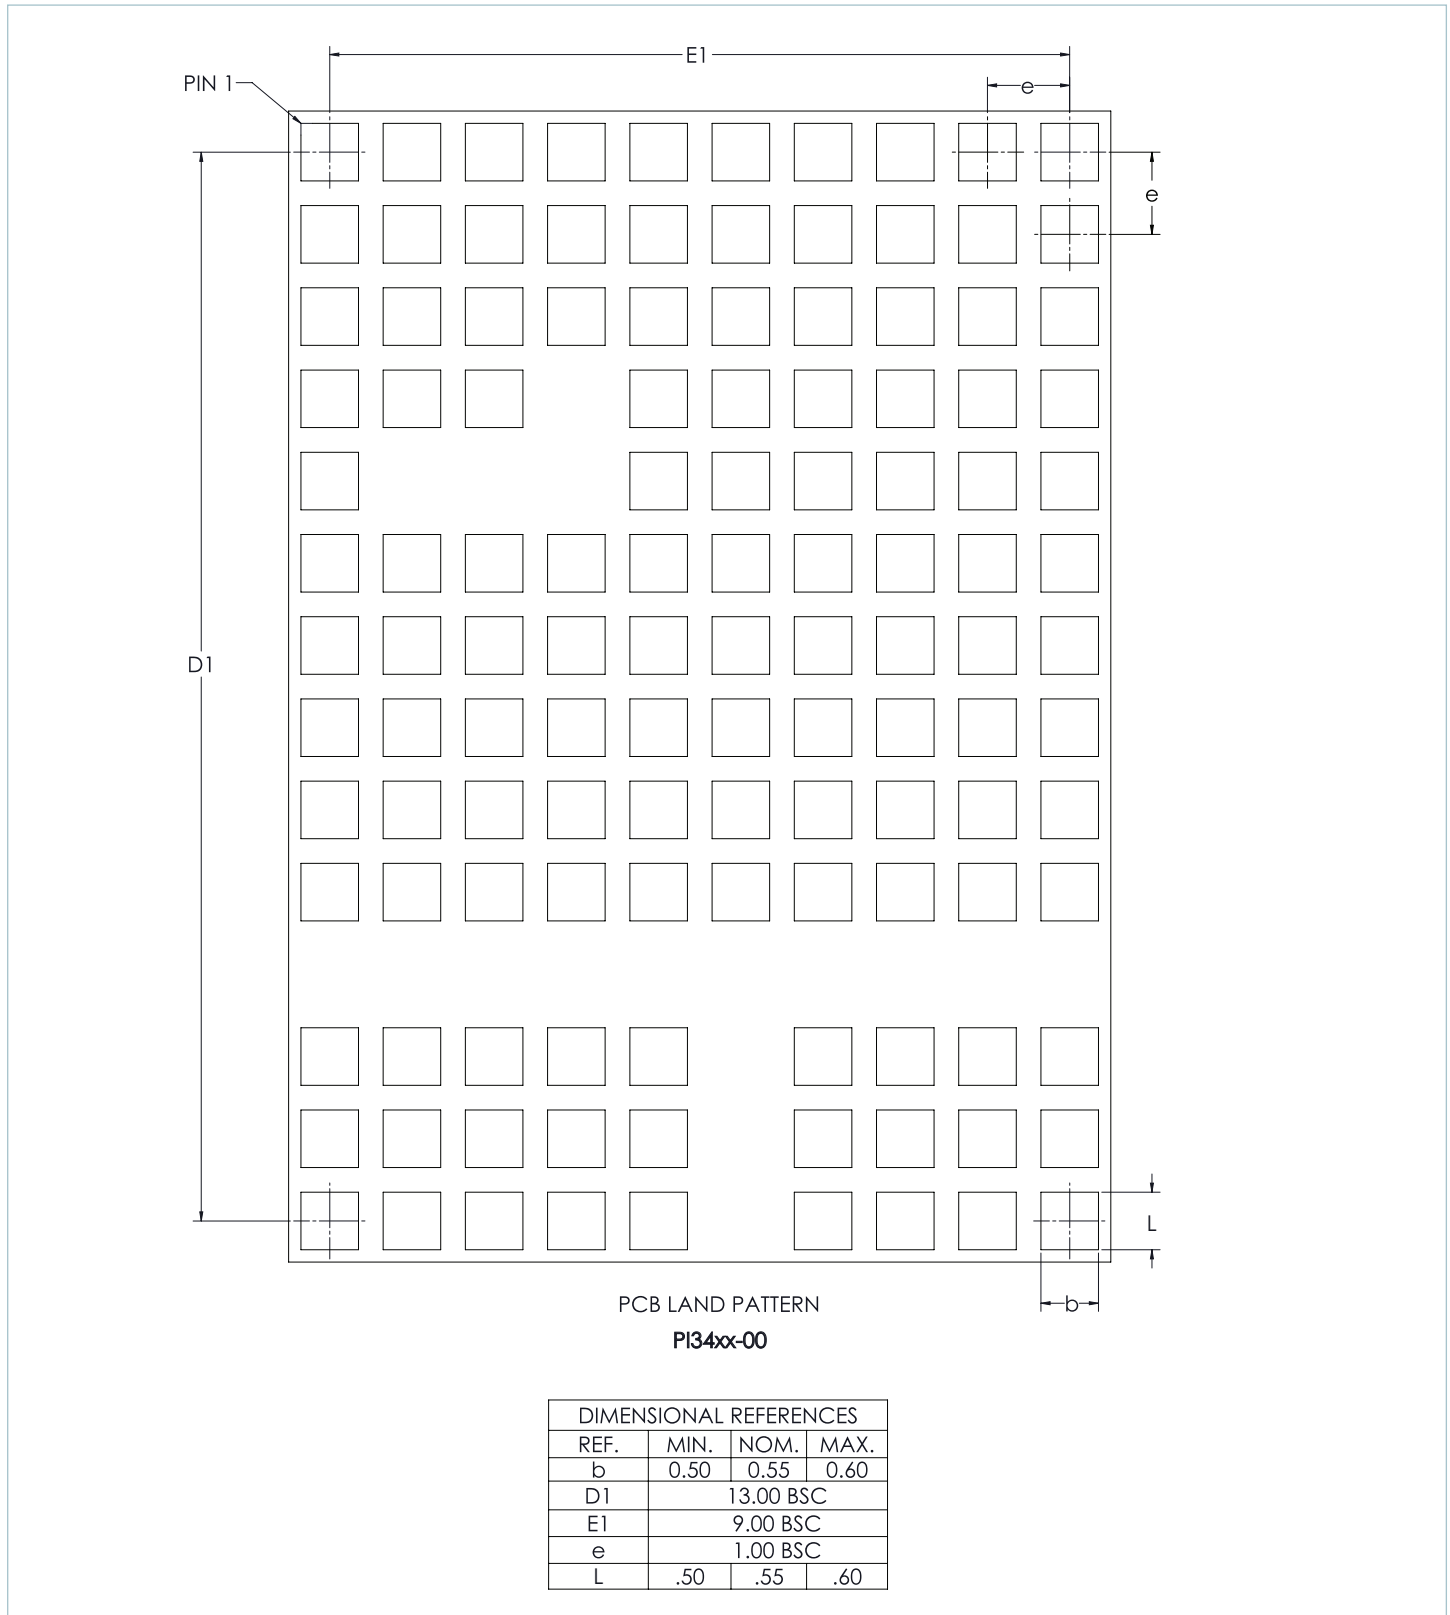 E1
PIN 1
e
e
D1
L
b
PCB LAND PATTERN
PI34xx-00
DIMENSIONAL REFERENCES
REF. MIN. NOM. MAX.
b 0.50 0.55 0.60
D1 13.00 BSC
E1 9.00 BSC
e 1.00 BSC
L .50 .55 .60